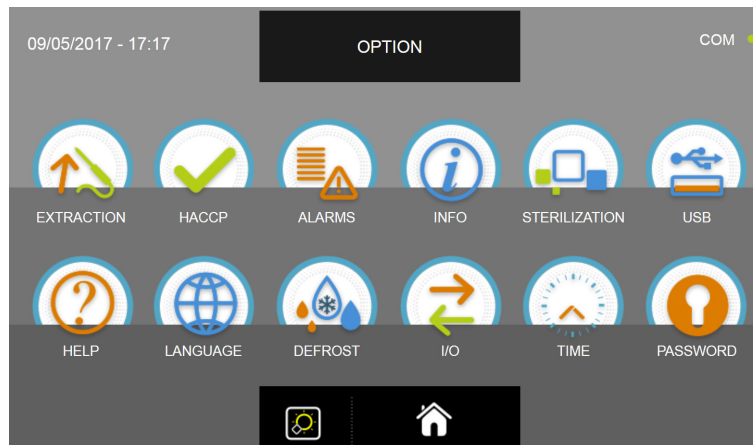 09/05/2017 - 17:17
OPTION
COM
EXTRACTION
HACCP
ALARMS
INFO
STERILIZATION
USB
HELP
LANGUAGE
DEFROST
I/O
TIME
PASSWORD